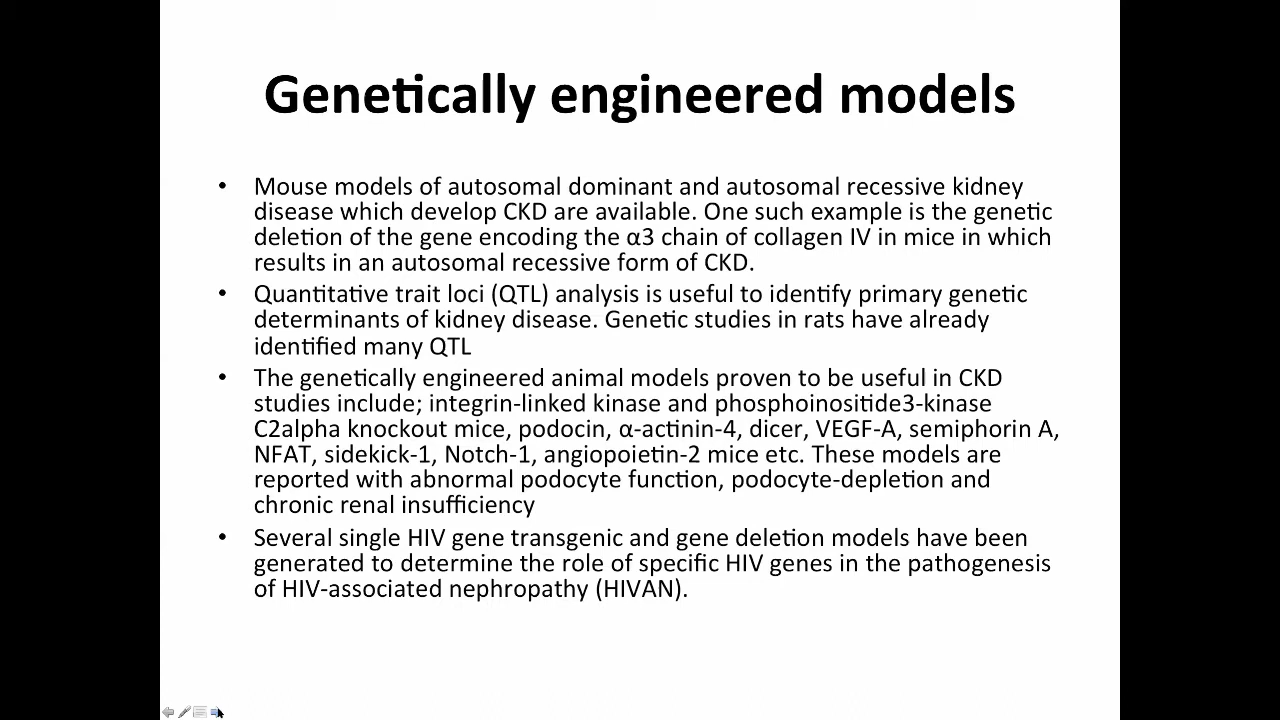 Genetically engineered models
• Mouse models of autosomal dominant and autosomal recessive kidney
disease which develop CKD are available. One such example is the genetic
deletion of the gene encoding the α3 chain of collagen IV in mice in which
results in an autosomal recessive form of CKD.
• Quantitative trait loci (QTL) analysis is useful to identify primary genetic
determinants of kidney disease. Genetic studies in rats have already
identified many QTL
• The genetically engineered animal models proven to be useful in CKD
studies include; integrin-linked kinase and phosphoinositide3-kinase
C2alpha knockout mice, podocin, α-actinin-4, dicer, VEGF-A, semiphorin A,
NFAT, sidekick-1, Notch-1, angiopoietin-2 mice etc. These models are
reported with abnormal podocyte function, podocyte-depletion and
chronic renal insufficiency
• Several single HIV gene transgenic and gene deletion models have been
generated to determine the role of specific HIV genes in the pathogenesis
of HIV-associated nephropathy (HIVAN).